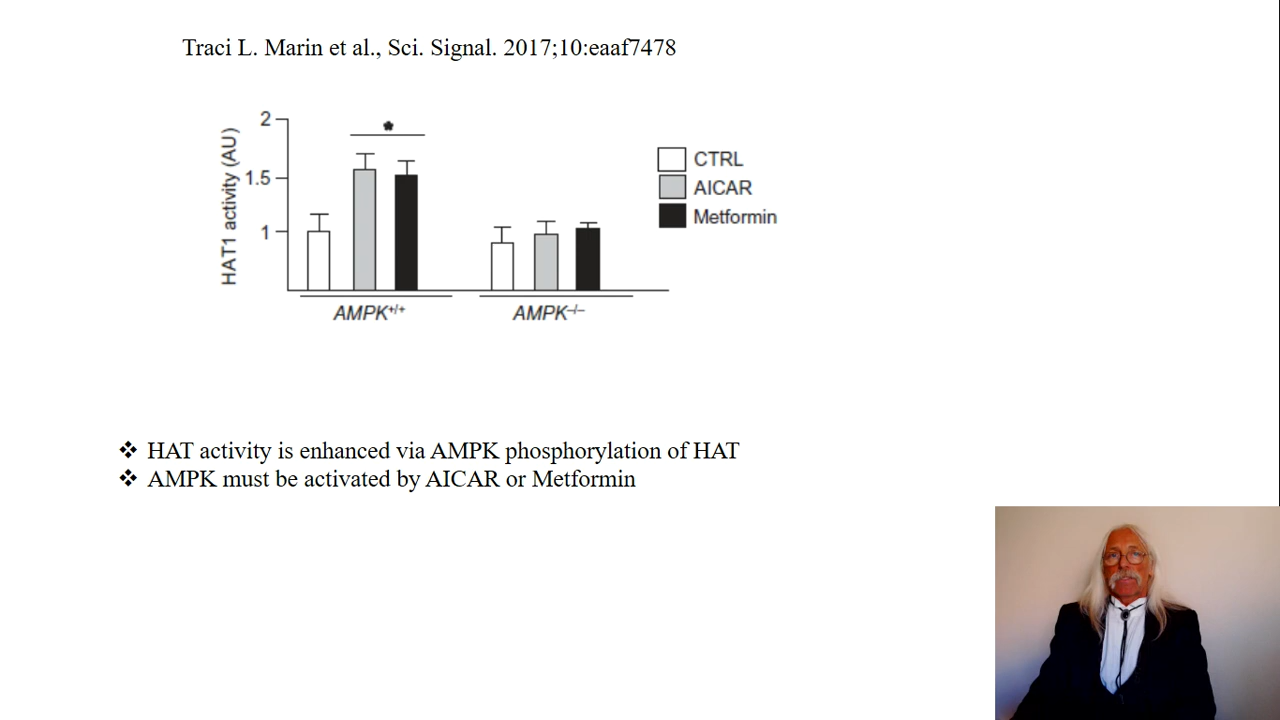 Traci L. Marin et al., Sci. Signal. 2017;10:eaaf7478
HAT1 activity (AU)
2
1.5
1
*
AMPK+/+
AMPK–/–
CTRL
AICAR
Metformin
❖ HAT activity is enhanced via AMPK phosphorylation of HAT
❖ AMPK must be activated by AICAR or Metformin